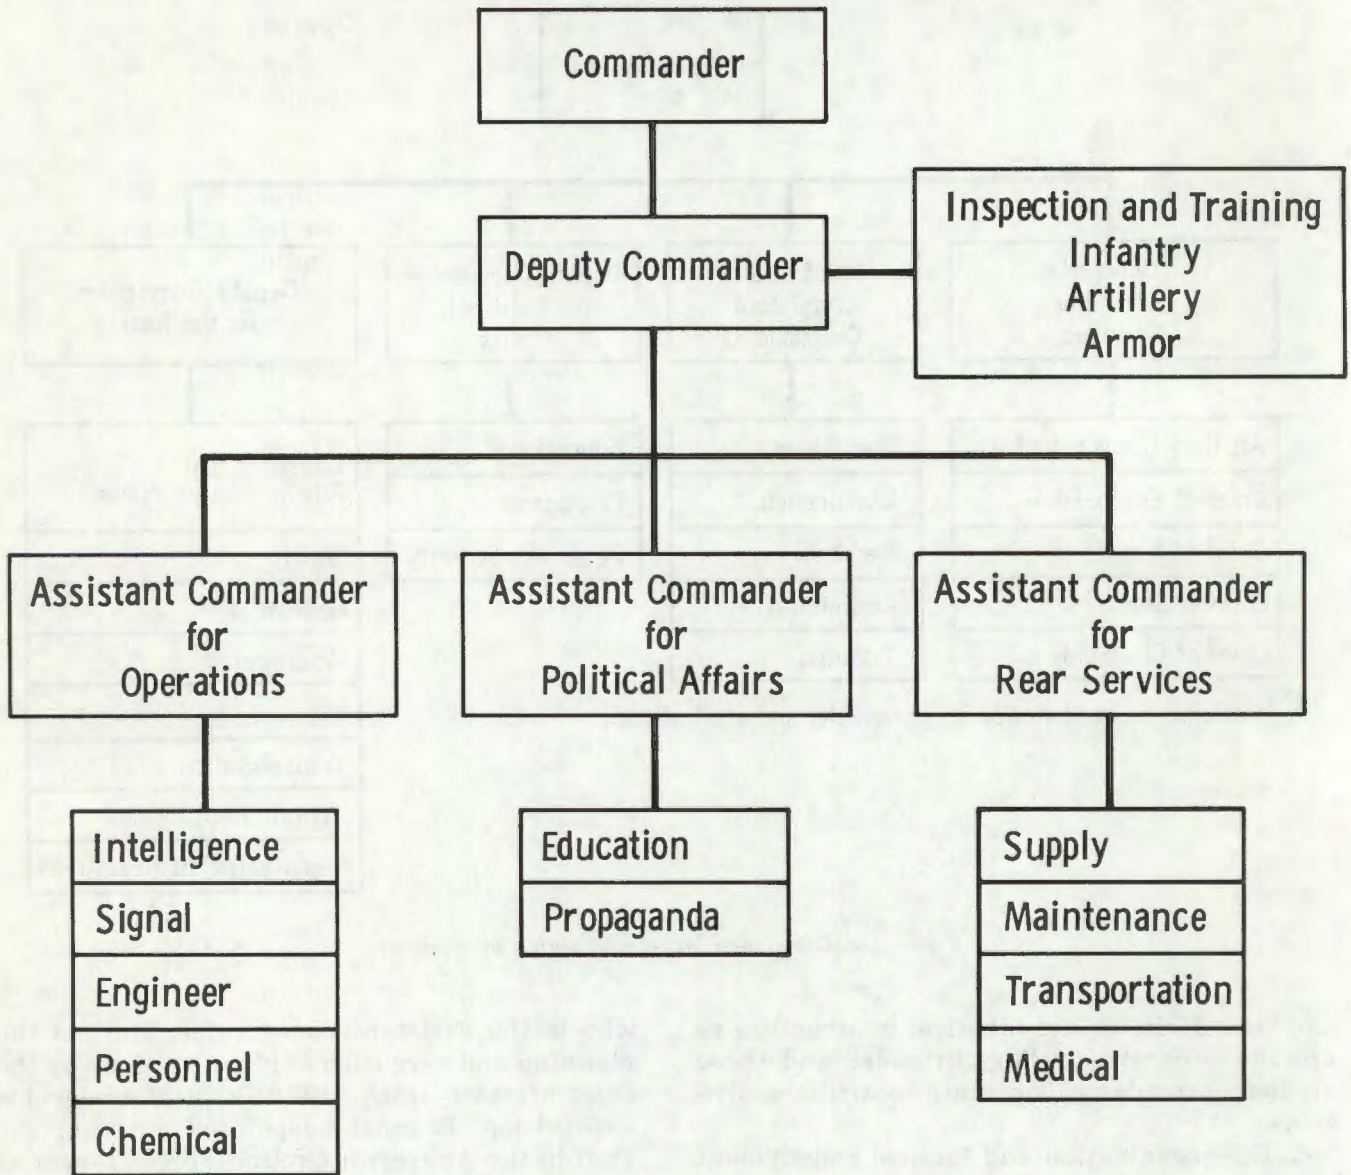 Commander
Deputy Commander
Inspection and Training
Infantry
Artillery
Armor
Assistant Commander
for
Operations
Assistant Commander
for
Political Affairs
Assistant Commander
for
Rear Services
Intelligence
Signal
Engineer
Personnel
Chemical
Education
Propaganda
Supply
Maintenance
Transportation
Medical